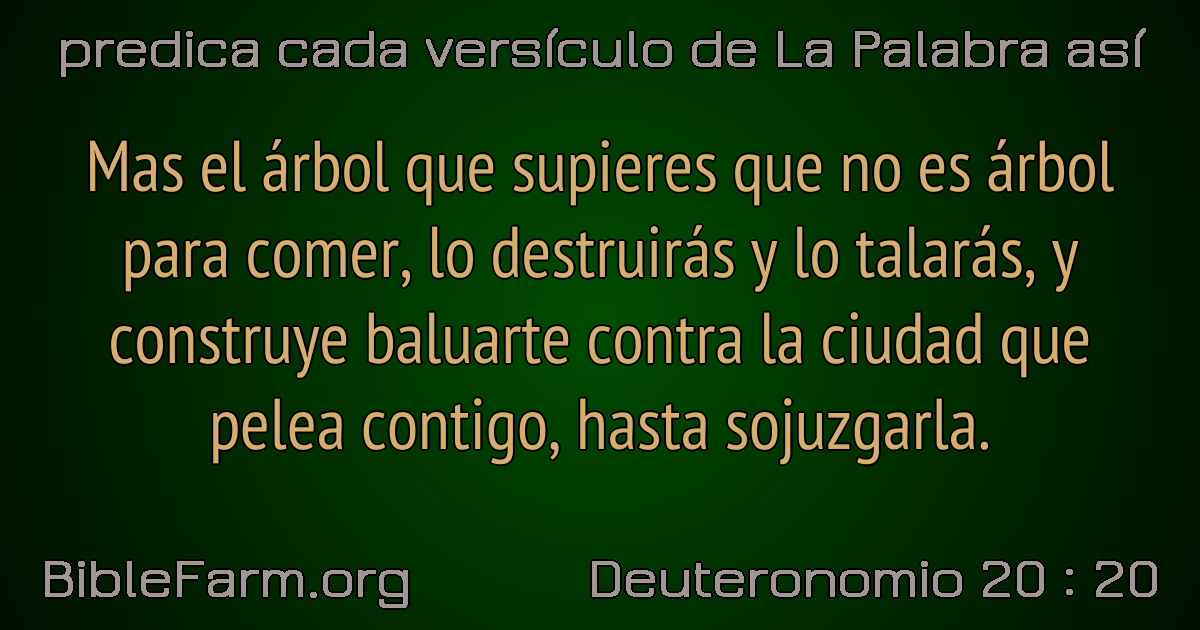 predica cada versículo de La Palabra así
Mas el árbol que supieres que no es árbol
para comer, lo destruirás y lo talarás, y
construye baluarte contra la ciudad que
pelea contigo, hasta sojuzgarla.
BibleFarm.org
Deuteronomio 20 : 20